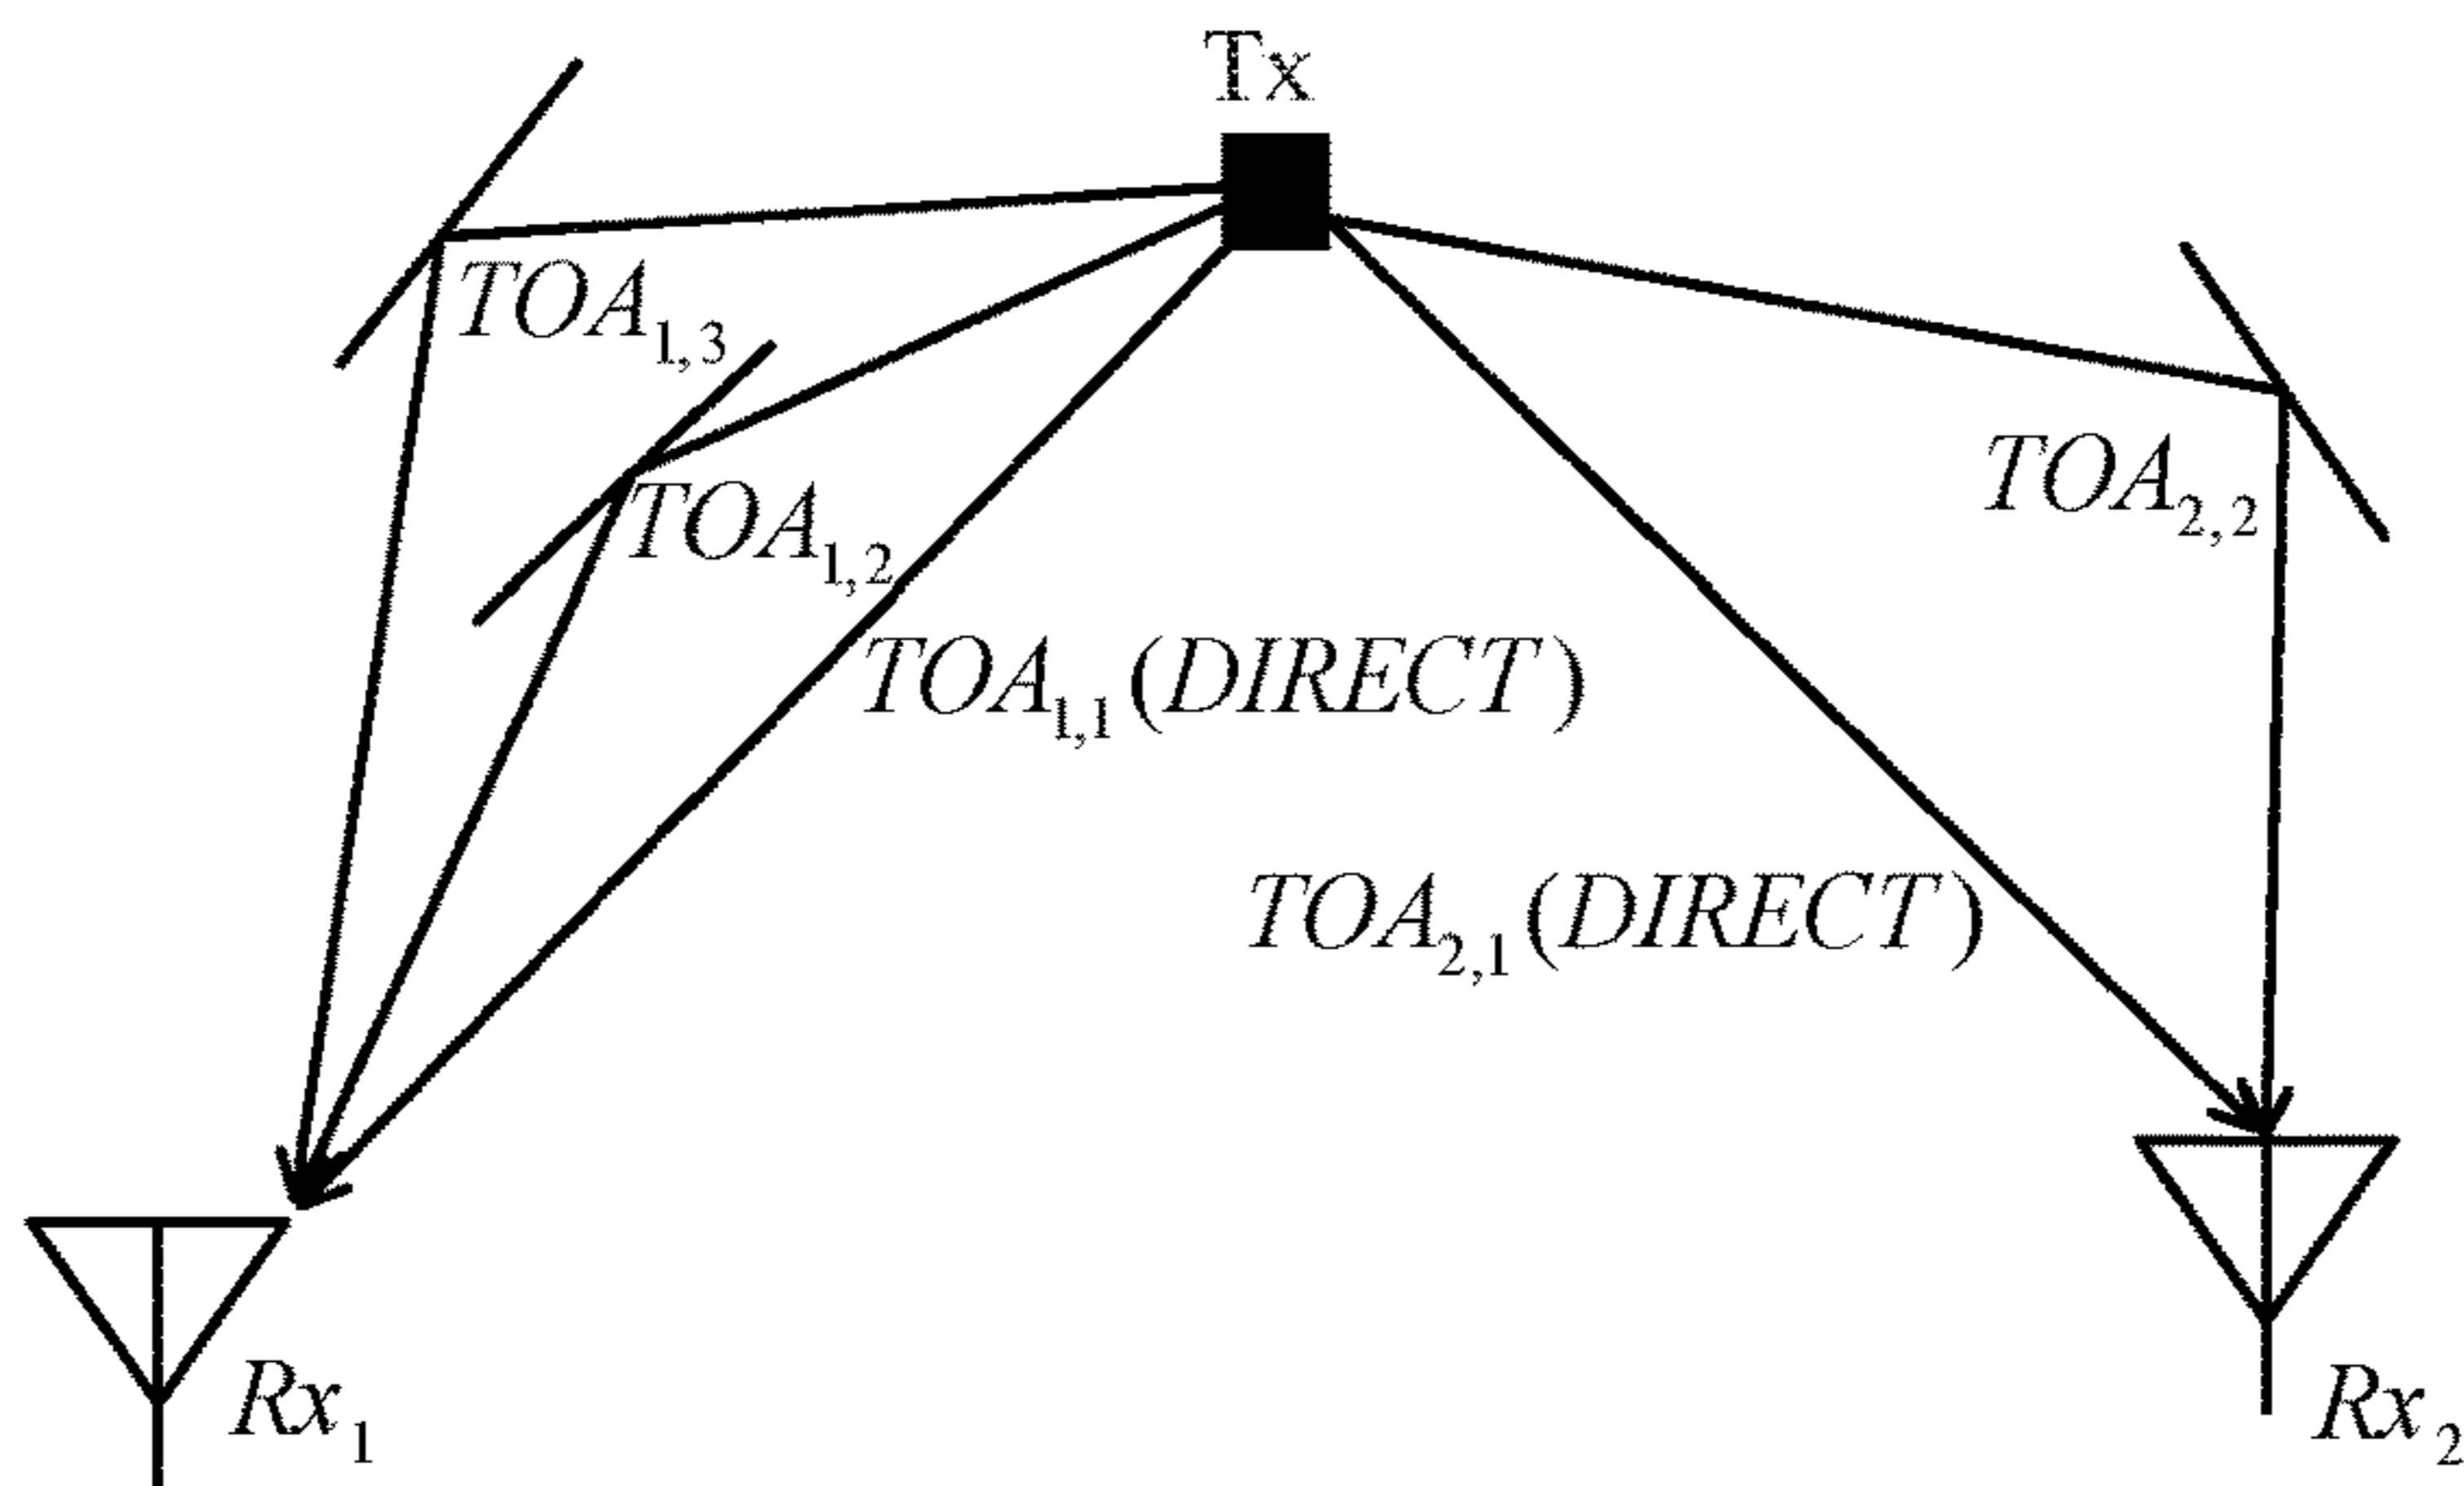 Tx
TOA1,3
TOA1,2
TOA2,2
TOA1,1 (DIRECT)
TOA2,1 (DIRECT)
Rx1
Rx2